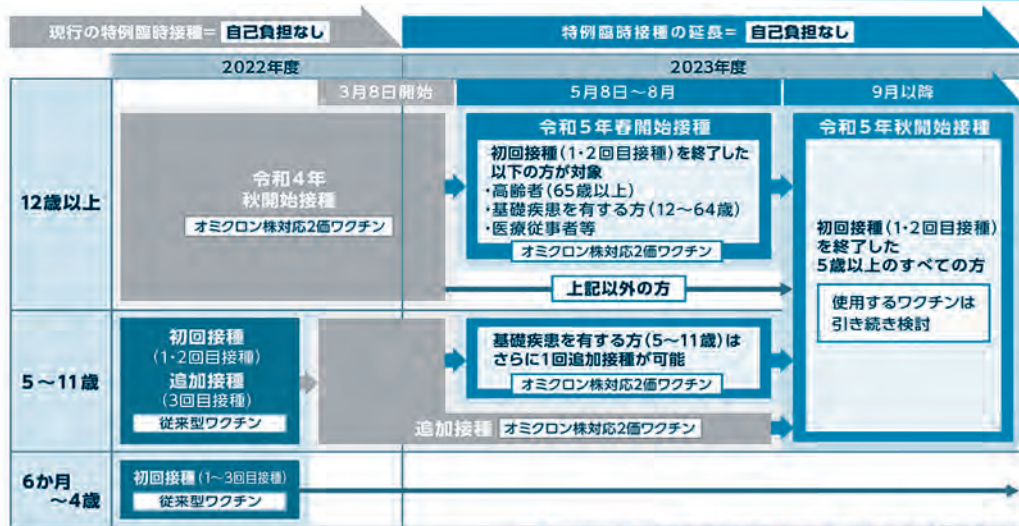 現行の特例臨時接種= 自己負担なし
特例臨時接種の延長= 自己負担なし
2022年度
2023年度
3月8日開始
5月8日～8月
9月以降
12歳以上
令和4年
秋開始接種
オミクロン株対応2価ワクチン
令和5年春開始接種
初回接種(1・2回目接種)を終了した
以下の方が対象
・高齢者(65歳以上)
・基礎疾患を有する方(12～64歳)
・医療従事者等
オミクロン株対応2価ワクチン
上記以外の方
令和5年秋開始接種
初回接種(1・2回目接種)
を終了した
5歳以上のすべての方
使用するワクチンは
引き続き検討
5～11歳
初回接種
(1・2回目接種)
追加接種
(3回目接種)
従来型ワクチン
基礎疾患を有する方(5～11歳)は
さらに1回追加接種が可能
オミクロン株対応2価ワクチン
追加接種 オミクロン株対応2価ワクチン
6か月
～4歳
初回接種(1～3回目接種)
従来型ワクチン